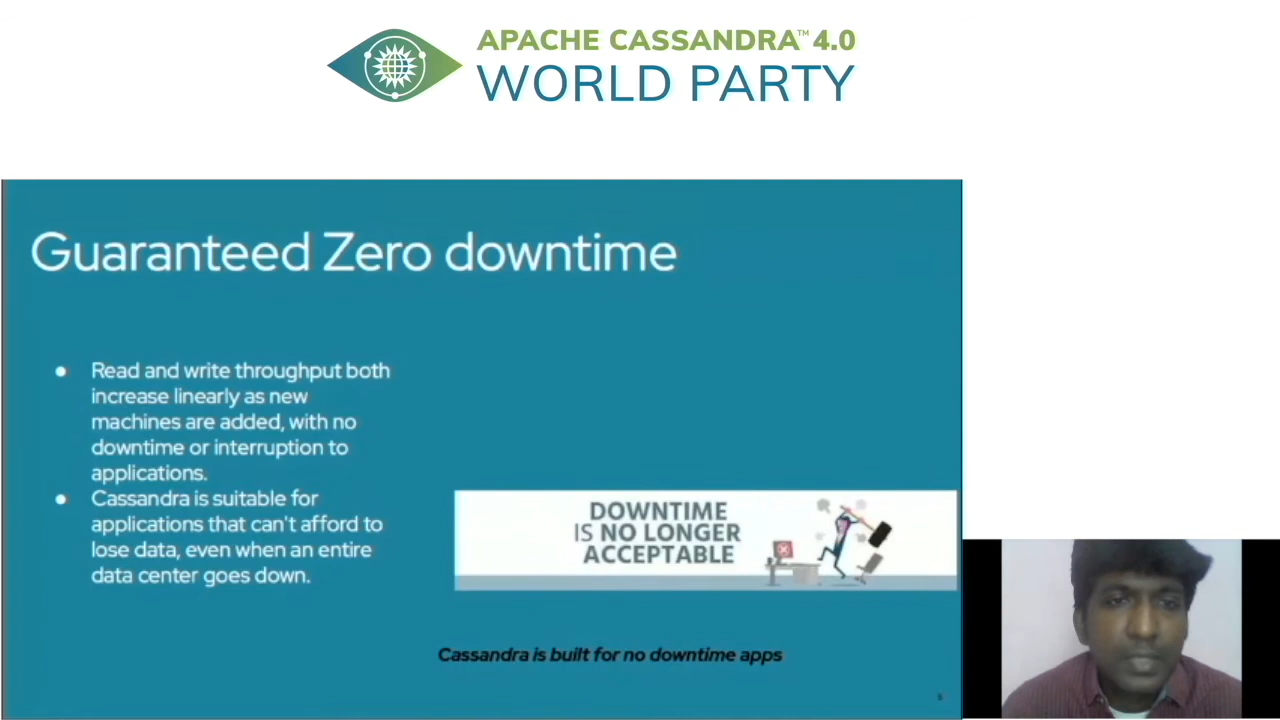 APACHE CASSANDRA™ 4.0
WORLD PARTY
Guaranteed Zero downtime
● Read and write throughput both
increase linearly as new
machines are added, with no
downtime or interruption to
applications.
● Cassandra is suitable for
applications that can't afford to
lose data, even when an entire
data center goes down.
DOWNTIME
IS NO LONGER
ACCEPTABLE
Cassandra is built for no downtime apps